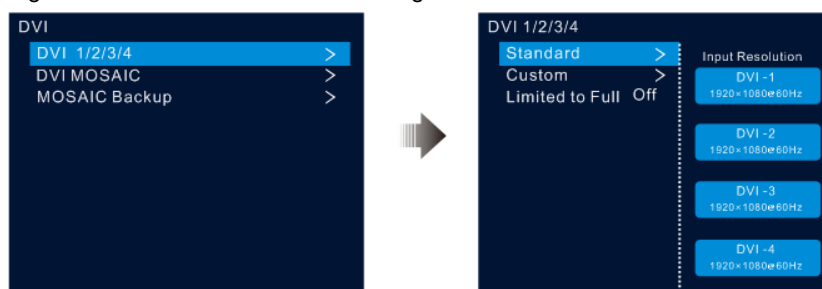 DVI
DVI 1/2/3/4 >
DVI MOSAIC >
MOSAIC Backup >
DVI 1/2/3/4
Standard >
Custom >
Limited to Full Off
Input Resolution
DVI-1
1920×1080@60Hz
DVI-2
1920×1080@60Hz
DVI-3
1920×1080@60Hz
DVI-4
1920×1080@60Hz